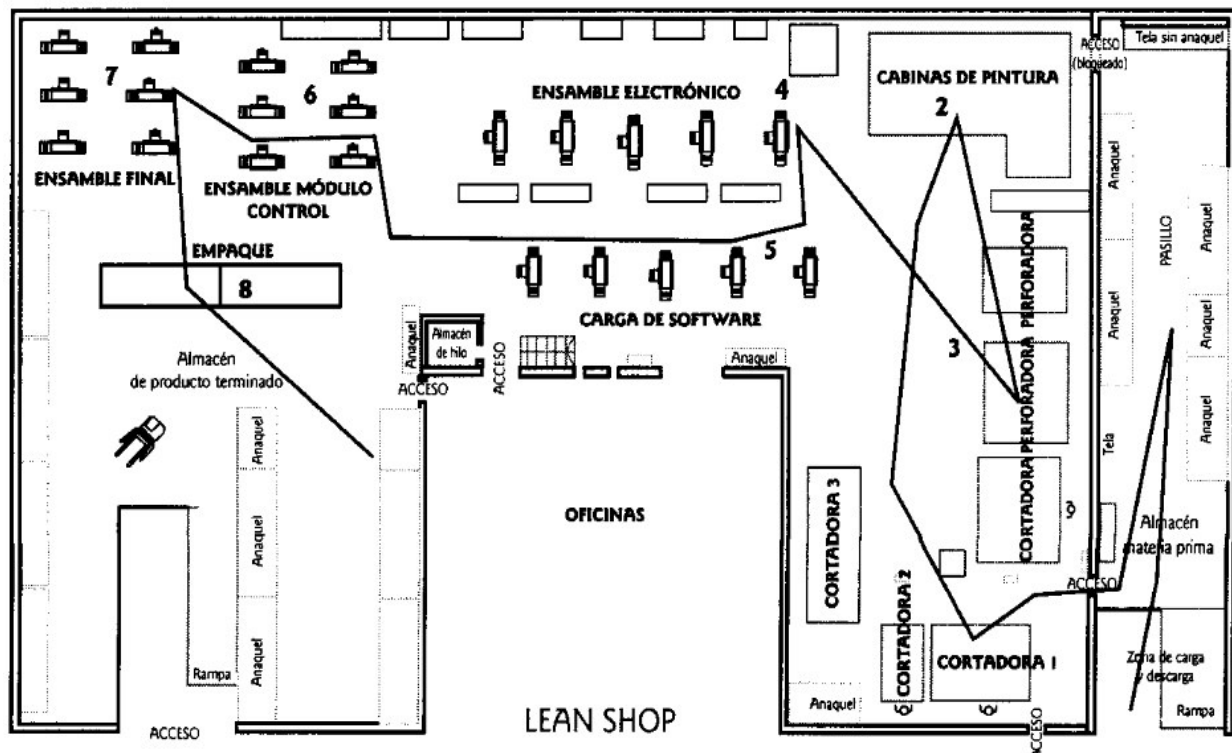 Tela sin anaquel
ACCESO
(bloqueado)
7
6
ENSAMBLE ELECTRÓNICO
4
CABINAS DE PINTURA
2
ENSAMBLE FINAL
ENSAMBLE MÓDULO
CONTROL
Anaquel
Anaquel
PASILLO
EMPAQUE
8
5
CARGA DE SOFTWARE
PERFORADORA
Anaquel
Anaquel
Almacén
de producto terminado
Anaquel
Almacén
de hilo
ACCESO
ACCESO
Anaquel
3
PERFORADORA
Anaquel
Anaquel
Tela
CORTADORA 3
OFICINAS
CORTADORA
Almacén
materia prima
Anaquel
ACCESO
Anaquel
Rampa
CORTADORA 2
CORTADORA 1
Zona de carga
y descarga
Anaquel
Rampa
ACCESO
LEAN SHOP
ACCESO